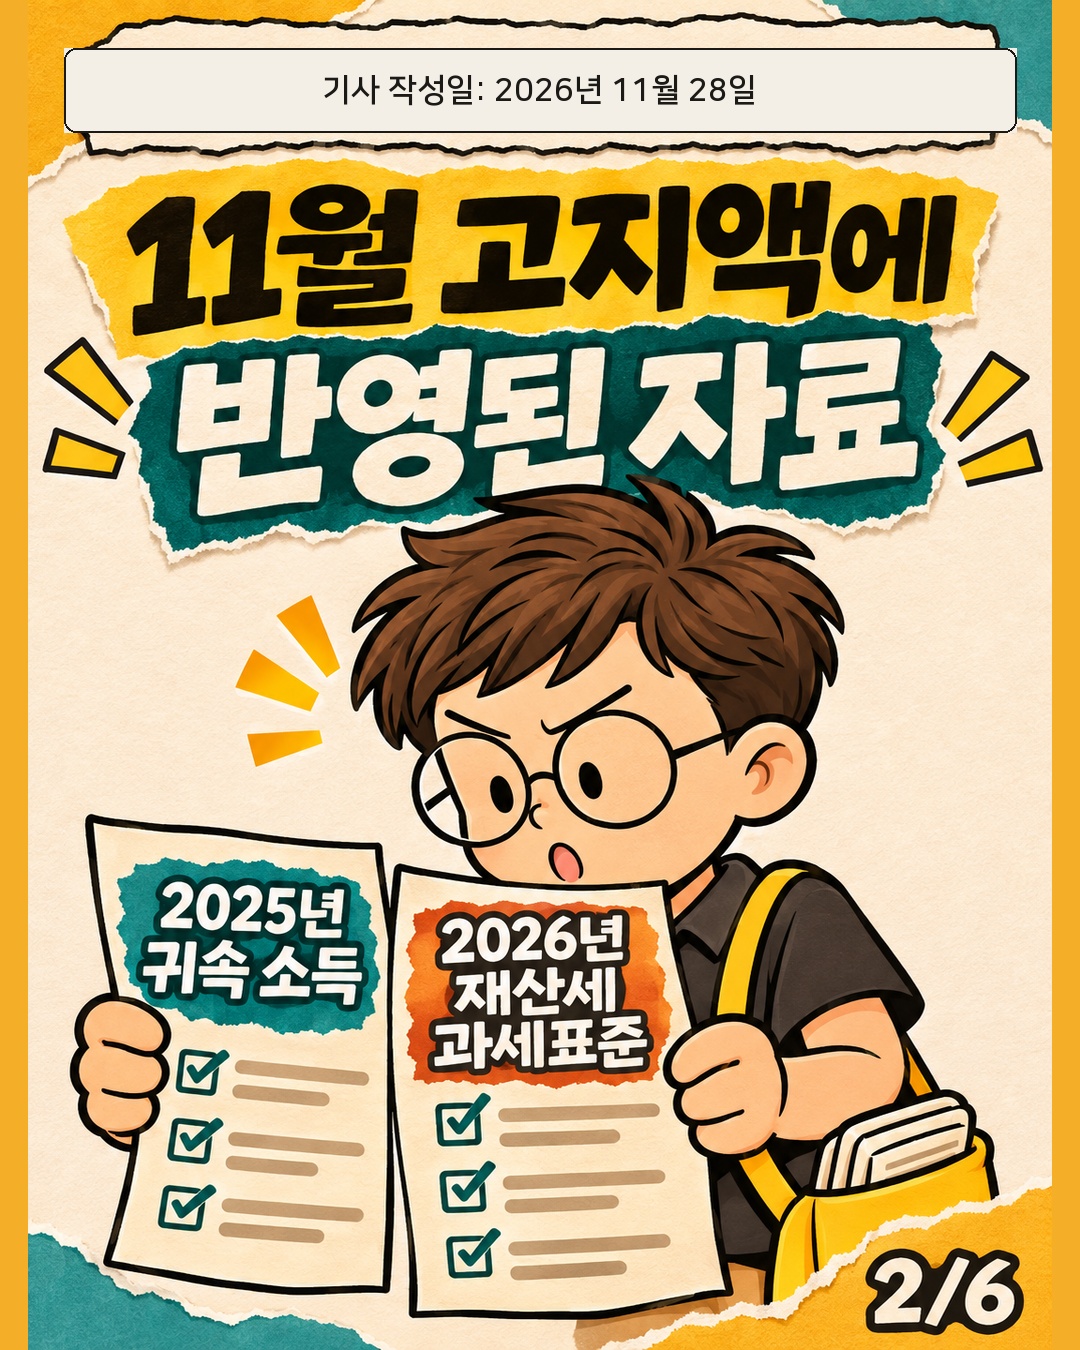 기사 작성일: 2026년 11월 28일
11월 고지액에
반영된 자료
2025년
귀속 소득
2026년
재산세
과세표준
2/6